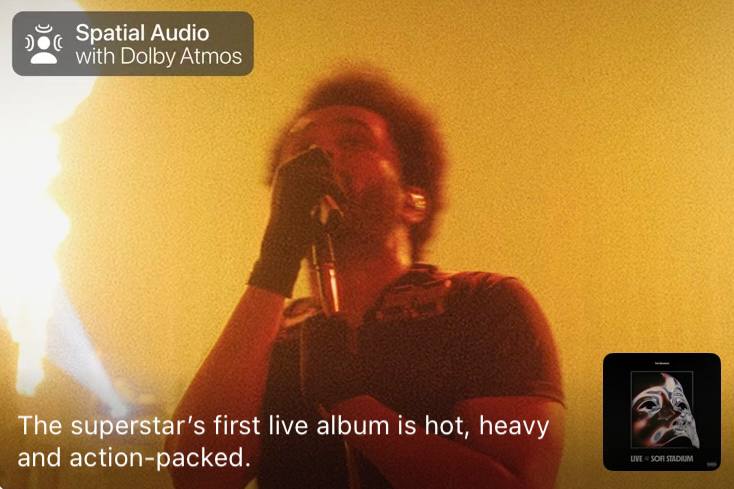 Spatial Audio
with Dolby Atmos
The superstar’s first live album is hot, heavy
and action-packed.
LIVE AT SOFI STADIUM